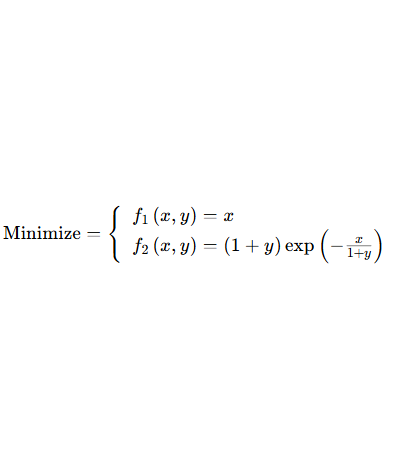 Minimize = { f₁ (x, y) = x
f₂ (x, y) = (1 + y) exp (− x/(1+y))